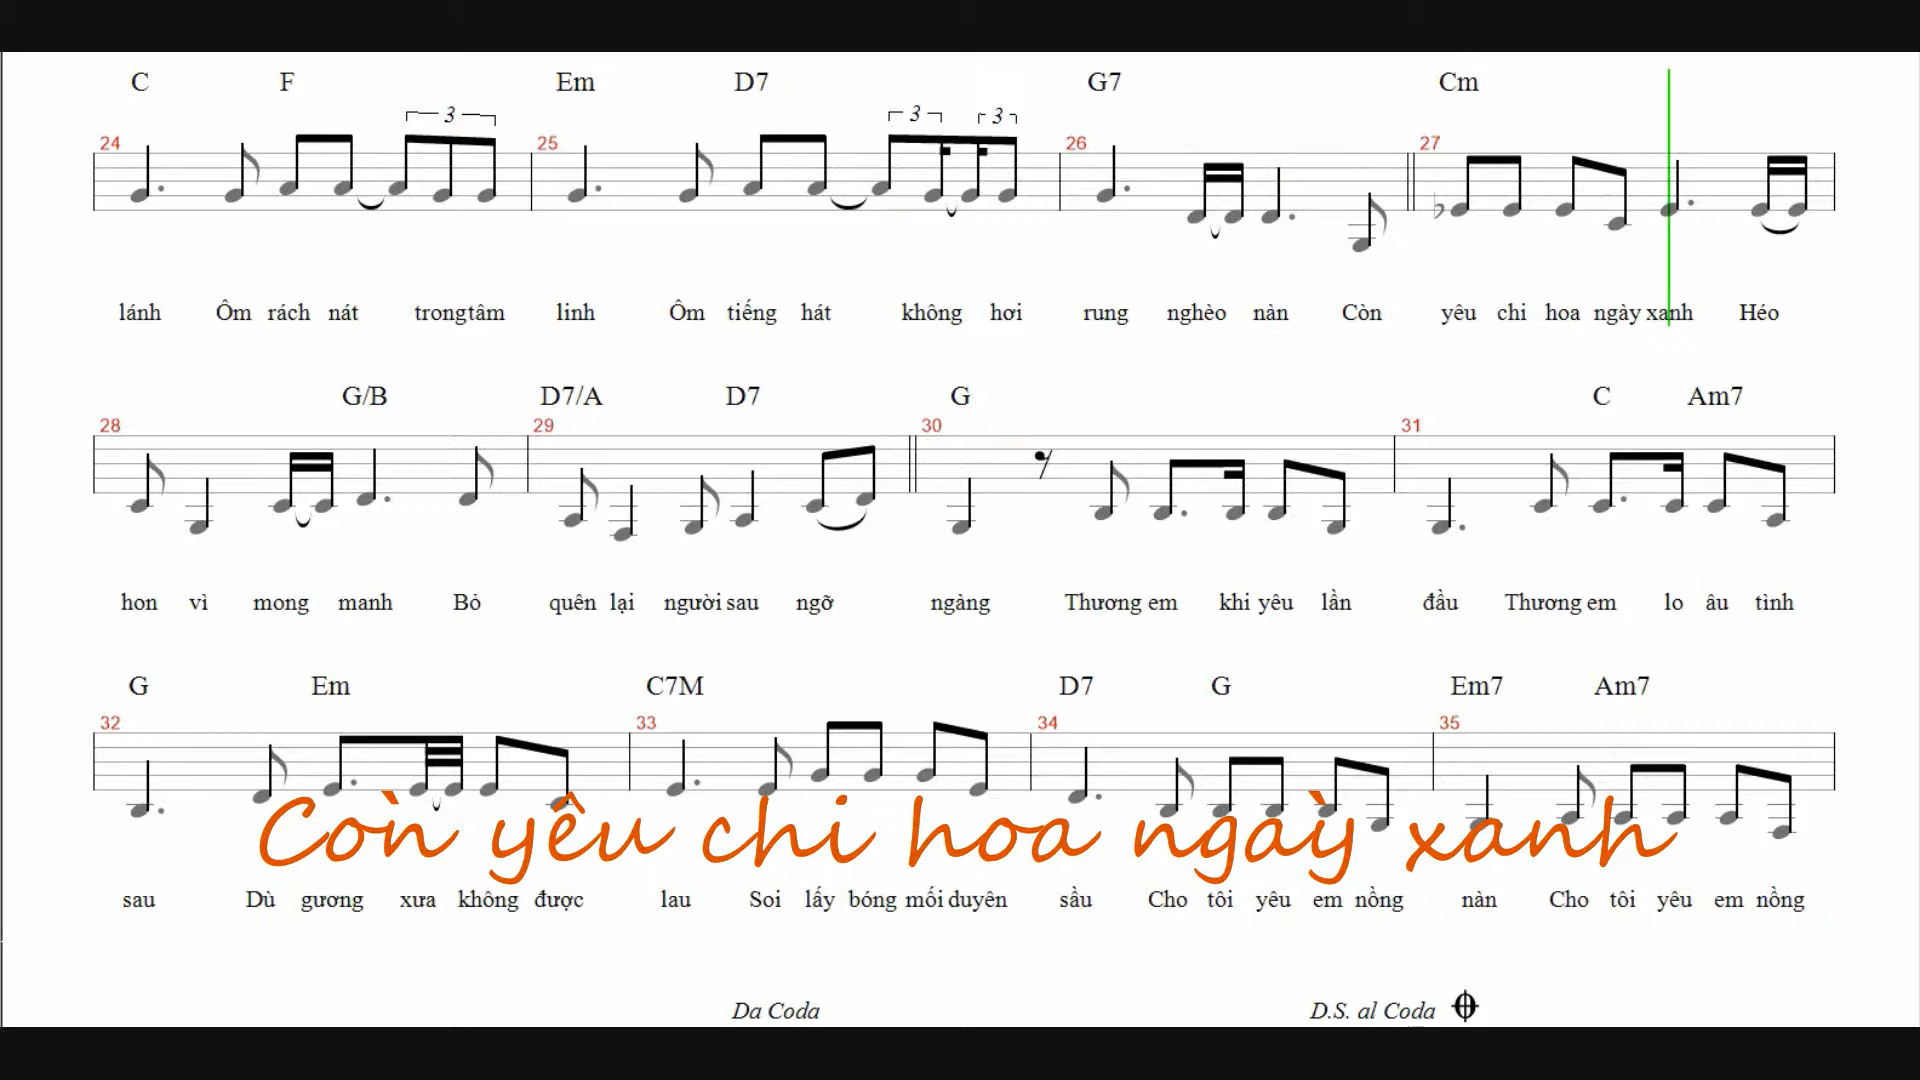 C F Em D7 G7 Cm
3 3 3
24 25 26 27
lánh Ôm rách nát trong tâm linh Ôm tiếng hát không hơi rung nghèo nàn Còn yêu chi hoa ngày xanh Héo
G/B D7/A D7 G C Am7
28 29 30 31
hon vì mong manh Bỏ quên lại người sau ngỡ ngàng Thương em khi yêu lần đầu Thương em lo âu tình
G Em C7M D7 G Em7 Am7
32 33 34 35
Còn yêu chi hoa ngày xanh
sau Dù gương xưa không được lau Soi lấy bóng mối duyên sầu Cho tôi yêu em nồng nàn Cho tôi yêu em nồng
Da Coda D.S. al Coda